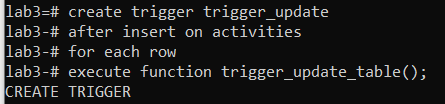 lab3=# create trigger trigger_update
lab3-# after insert on activities
lab3-# for each row
lab3-# execute function trigger_update_table();
CREATE TRIGGER